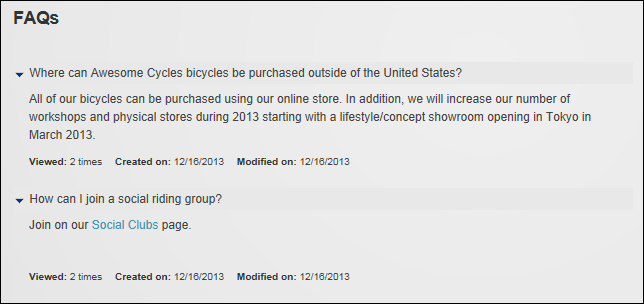 FAQs
Where can Awesome Cycles bicycles be purchased outside of the United States?
All of our bicycles can be purchased using our online store. In addition, we will increase our number of
workshops and physical stores during 2013 starting with a lifestyle/concept showroom opening in Tokyo in
March 2013.
Viewed: 2 times Created on: 12/16/2013 Modified on: 12/16/2013
How can I join a social riding group?
Join on our Social Clubs page.
Viewed: 2 times Created on: 12/16/2013 Modified on: 12/16/2013